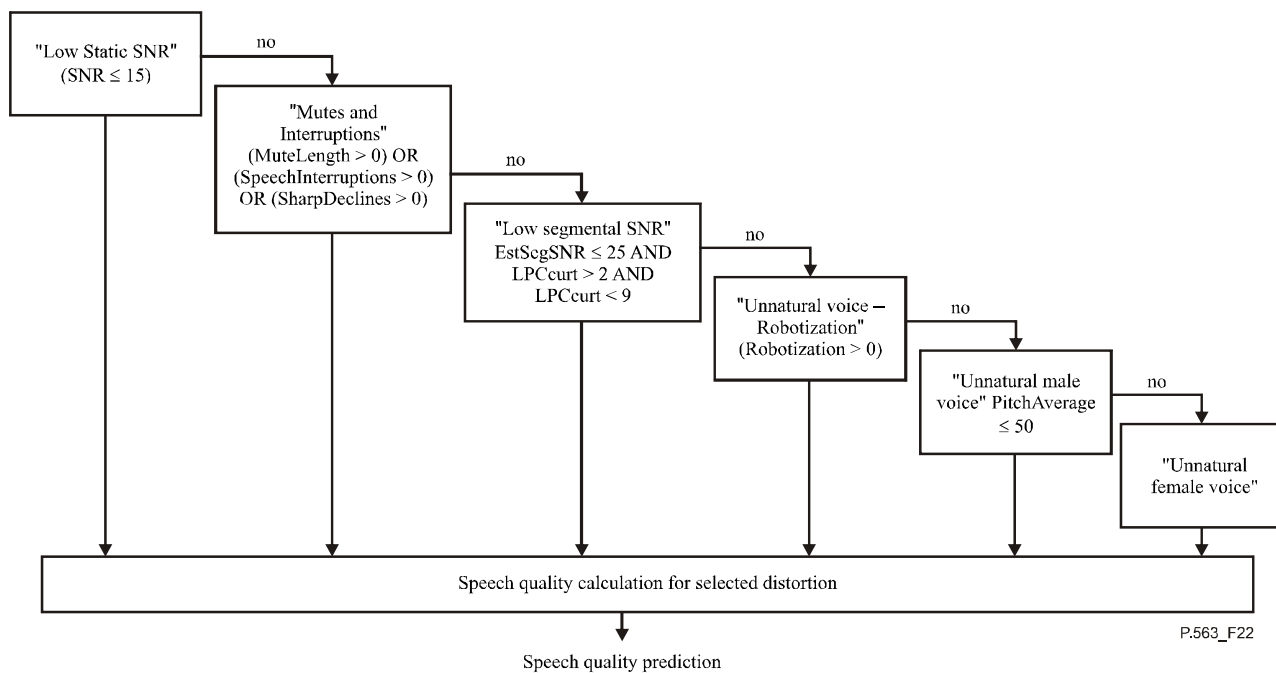 "Low Static SNR"
(SNR ≤ 15)
no
"Mutes and
Interruptions"
(MuteLength > 0) OR
(SpeechInterruptions > 0)
OR (SharpDeclines > 0)
no
"Low segmental SNR"
EstSegSNR ≤ 25 AND
LPCcurt > 2 AND
LPCcurt < 9
no
"Unnatural voice –
Robotization"
(Robotization > 0)
no
"Unnatural male
voice" PitchAverage
≤ 50
no
"Unnatural
female voice"
Speech quality calculation for selected distortion
P.563_F22
Speech quality prediction